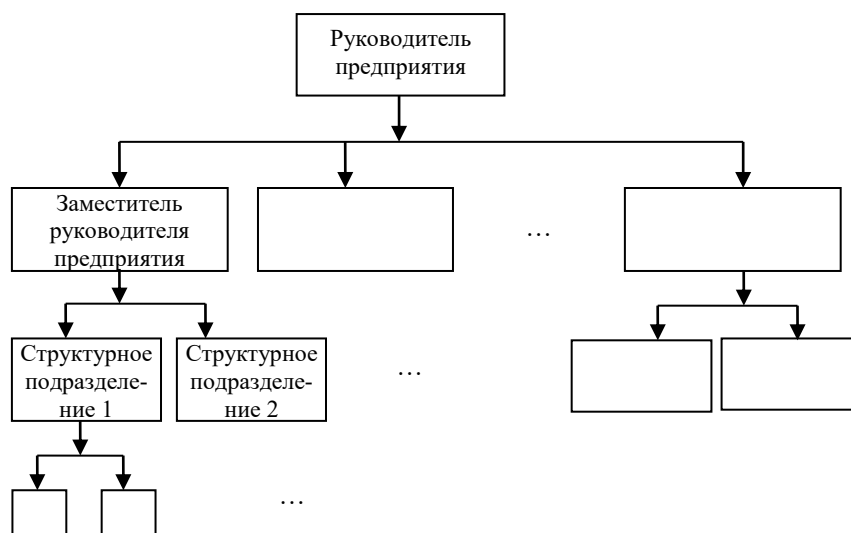 Руководитель
предприятия
Заместитель
руководителя
предприятия
…
Структурное
подразделе-
ние 1
Структурное
подразделе-
ние 2
…
…